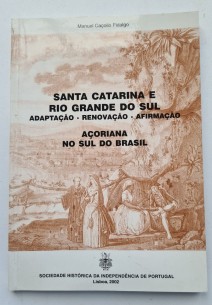 Manuel Caçulo Fidalgo
SANTA CATARINA E
RIO GRANDE DO SUL
ADAPTAÇÃO - RENOVAÇÃO - AFIRMAÇÃO
AÇORIANA
NO SUL DO BRASIL
SOCIEDADE HISTÓRICA DA INDEPENDÊNCIA DE PORTUGAL
Lisboa, 2002